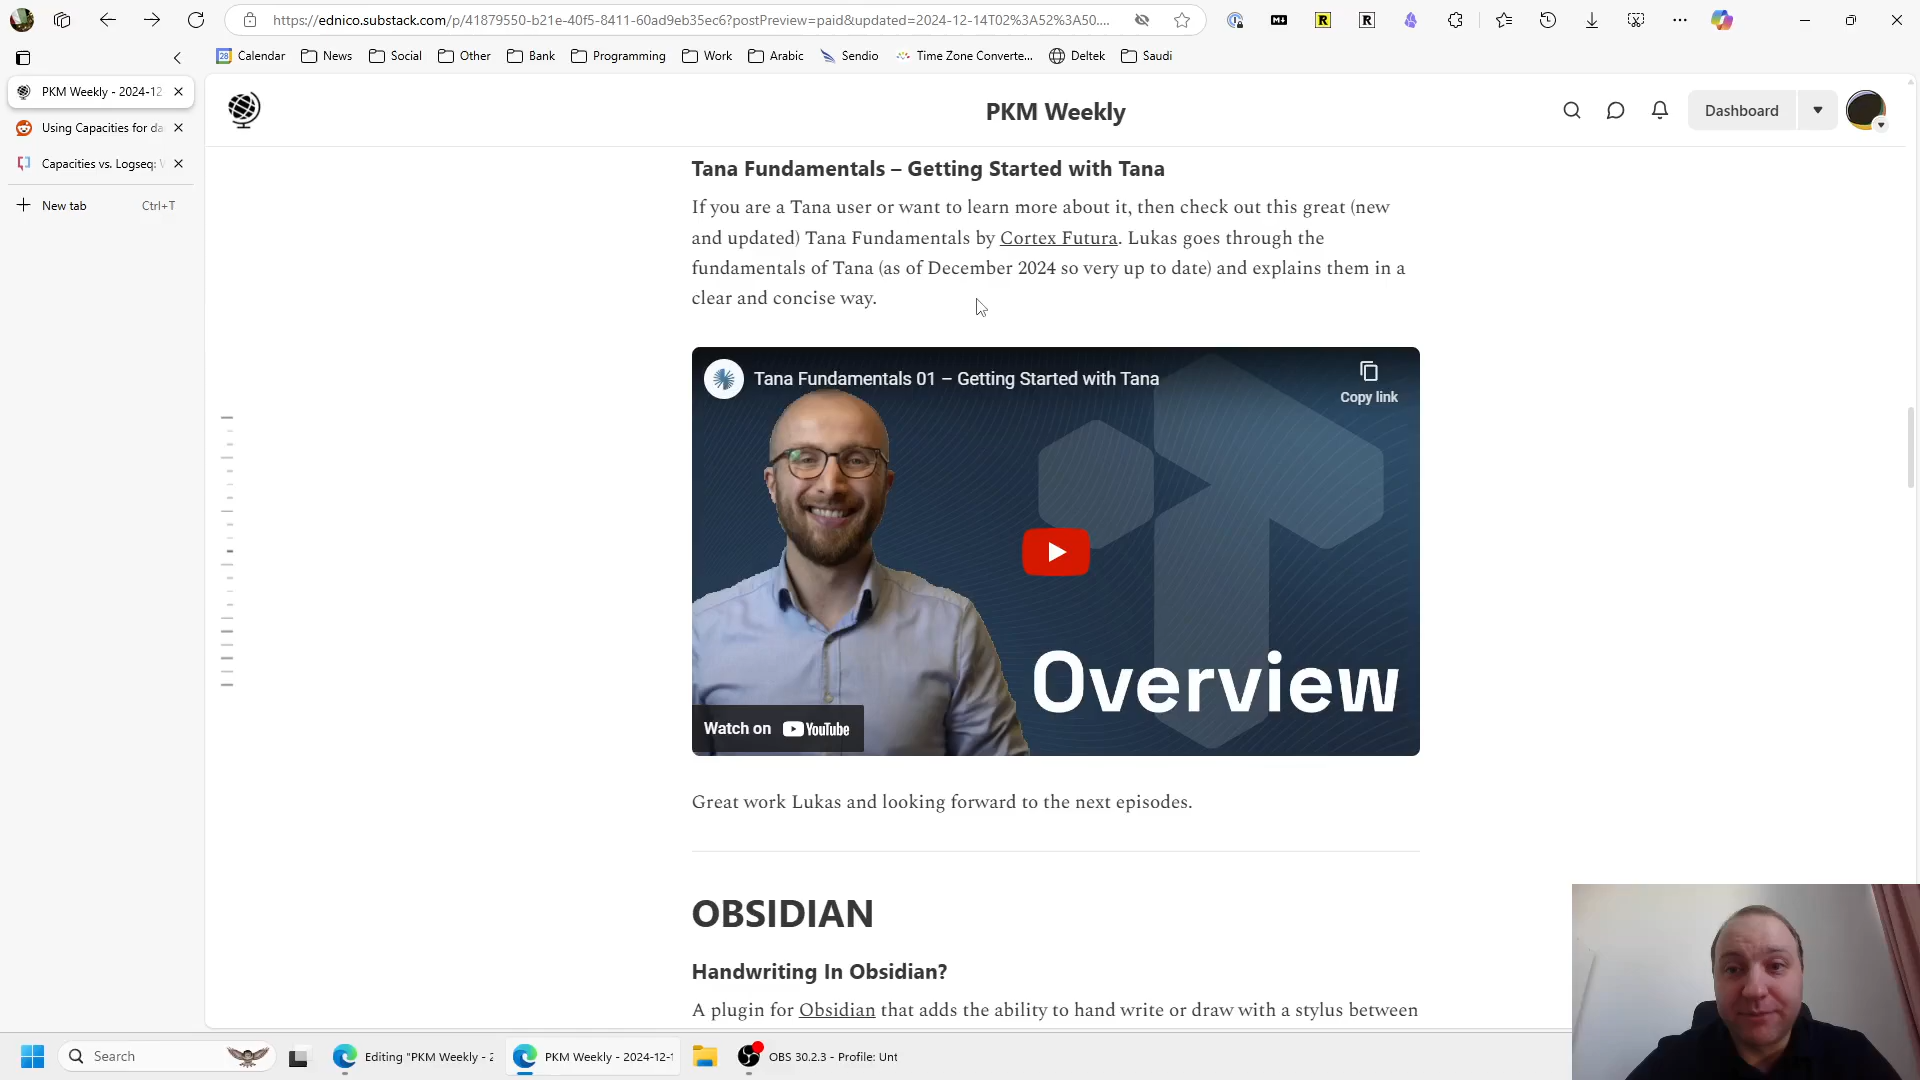 https://ednico.substack.com/p/41879550-b21e-40f5-8411-60ad9eb35ec6?postPreview=paid&updated=2024-12-14T02%3A52%3A50....
Calendar
News
Social
Other
Bank
Programming
Work
Arabic
Sendio
Time Zone Converte...
Deltek
Saudi
PKM Weekly - 2024-12
Using Capacities for da
Capacities vs. Logseq: W
New tab
Ctrl+T
PKM Weekly
Dashboard
Tana Fundamentals – Getting Started with Tana
If you are a Tana user or want to learn more about it, then check out this great (new
and updated) Tana Fundamentals by Cortex Futura. Lukas goes through the
fundamentals of Tana (as of December 2024 so very up to date) and explains them in a
clear and concise way.
Tana Fundamentals 01 – Getting Started with Tana
Copy link
Overview
Watch on YouTube
Great work Lukas and looking forward to the next episodes.
OBSIDIAN
Handwriting In Obsidian?
A plugin for Obsidian that adds the ability to hand write or draw with a stylus between
Search
Editing "PKM Weekly - 2
PKM Weekly - 2024-12-1
OBS 30.2.3 - Profile: Unt